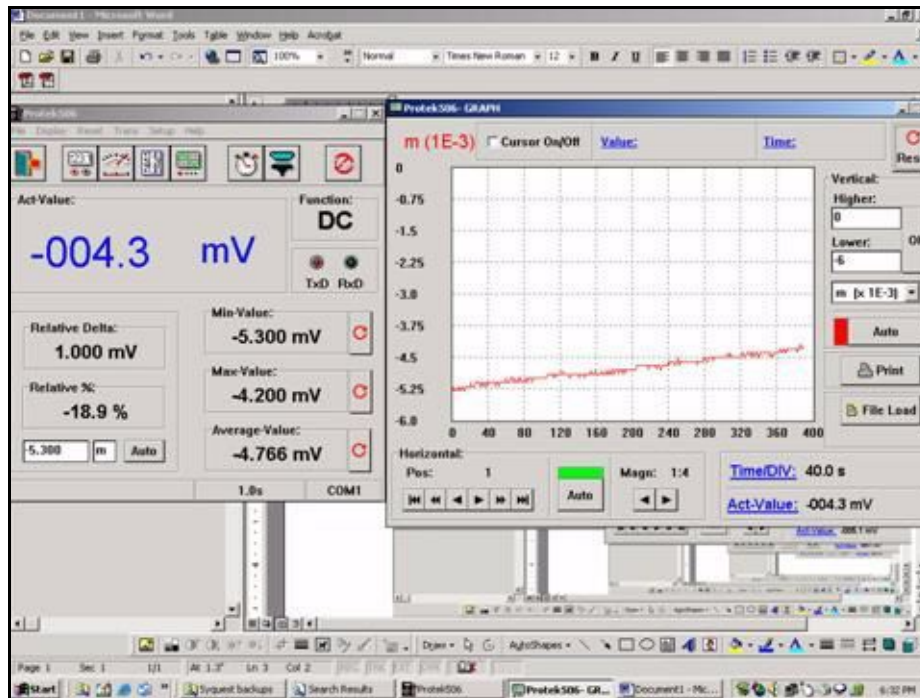 Document1 - Microsoft Word
File Edit View Insert Format Tools Table Window Help Acrobat
100% Normal Times New Roman 12 B I U
Protek506
File Display Reset Trans Setup Help
Act-Value:
-004.3 mV
Function:
DC
TxD RxD
Relative Delta:
1.000 mV
Relative %:
-18.9 %
-5.300 m Auto
Min-Value:
-5.300 mV
Max-Value:
-4.200 mV
Average-Value:
-4.766 mV
1.0s COM1
Protek506- GRAPH
m (1E-3) Cursor On/Off Value: Time:
0
-0.75
-1.5
-2.25
-3.0
-3.75
-4.5
-5.25
-6.0
0 40 80 120 160 200 240 280 320 360 400
Vertical:
Higher:
0
Lower:
-6
m [x 1E-3]
Auto
Print
File Load
Horizontal:
Pos: 1
Auto
Magn: 1:4
Time/DIV: 40.0 s
Act-Value: -004.3 mV
Draw AutoShapes
Page 1 Sec 1 1/1 At 1.3" Ln 3 Col 2
Start Syquest backups Search Results Protek506 Protek506- GR... Document1 - Mic...